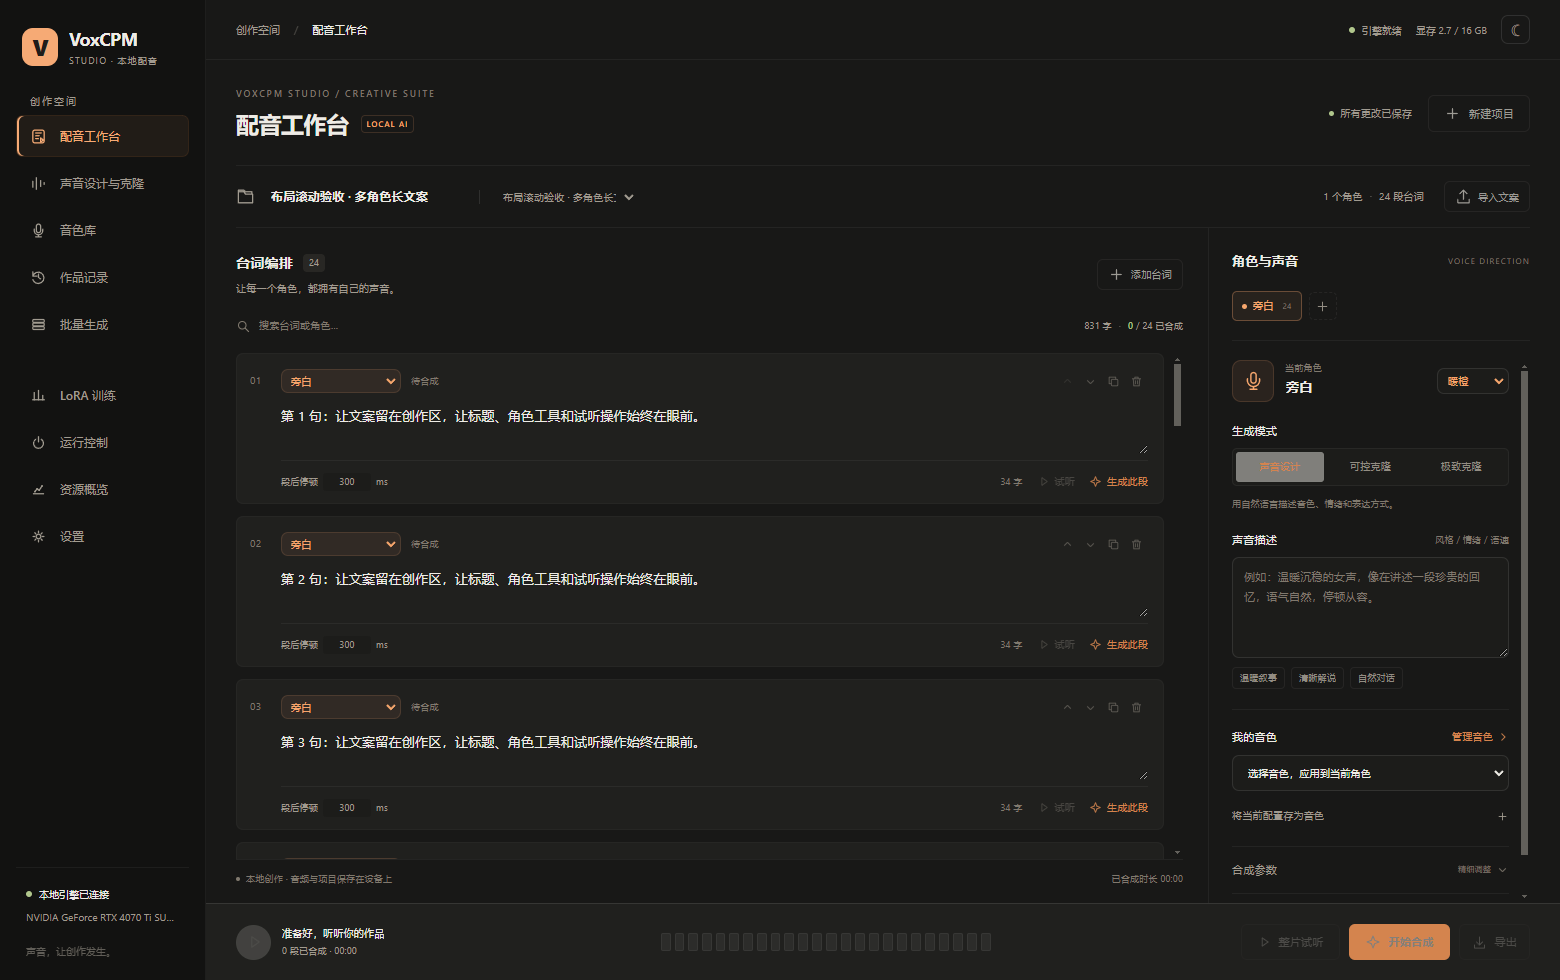 V
VoxCPM
STUDIO · 本地配音
创作空间
配音工作台
声音设计与克隆
音色库
作品记录
批量生成
LoRA 训练
运行控制
资源概览
设置
本地引擎已连接
NVIDIA GeForce RTX 4070 Ti SU...
声音，让创作发生。
创作空间 / 配音工作台
引擎就绪 显存 2.7 / 16 GB
VOXCPM STUDIO / CREATIVE SUITE
配音工作台 LOCAL AI
所有更改已保存 新建项目
布局滚动验收 · 多角色长文案 布局滚动验收 · 多角色长
1 个角色 · 24 段台词 导入文案
台词编排 24
让每一个角色，都拥有自己的声音。
添加台词
搜索台词或角色...
831 字 · 0 / 24 已合成
01 旁白 待合成
第 1 句：让文案留在创作区，让标题、角色工具和试听操作始终在眼前。
段后停顿 300 ms 34 字 试听 生成此段
02 旁白 待合成
第 2 句：让文案留在创作区，让标题、角色工具和试听操作始终在眼前。
段后停顿 300 ms 34 字 试听 生成此段
03 旁白 待合成
第 3 句：让文案留在创作区，让标题、角色工具和试听操作始终在眼前。
段后停顿 300 ms 34 字 试听 生成此段
本地创作 · 音频与项目保存在设备上
已合成时长 00:00
角色与声音 VOICE DIRECTION
旁白 24
当前角色
旁白
暖橙
生成模式
声音设计 可控克隆 极致克隆
用自然语言描述音色、情绪和表达方式。
声音描述 风格 / 情绪 / 语速
例如：温暖沉稳的女声，像在讲述一段珍贵的回
忆，语气自然，停顿从容。
温暖叙事 清晰解说 自然对话
我的音色 管理音色
选择音色，应用到当前角色
将当前配置存为音色
合成参数 精细调整
准备好，听听你的作品
0 段已合成 · 00:00
整片试听 开始合成 导出